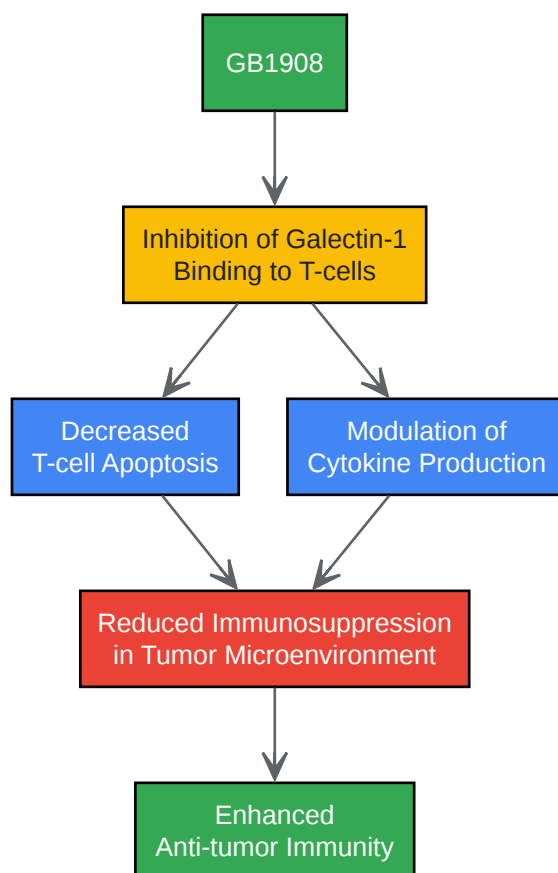 GB1908
Inhibition of Galectin-1
Binding to T-cells
Decreased
T-cell Apoptosis
Modulation of
Cytokine Production
Reduced Immunosuppression
in Tumor Microenvironment
Enhanced
Anti-tumor Immunity